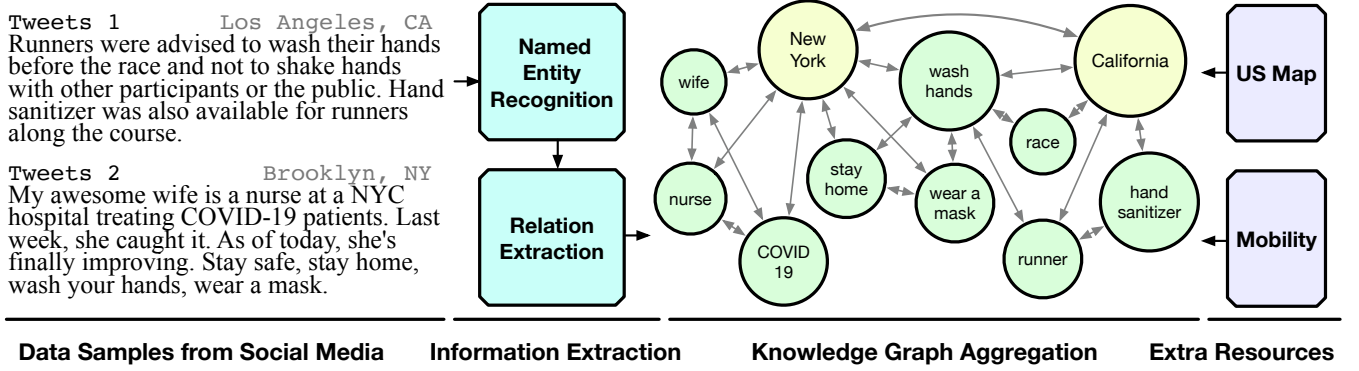 Tweets 1 Los Angeles, CA
Runners were advised to wash their hands
before the race and not to shake hands
with other participants or the public. Hand
sanitizer was also available for runners
along the course.
Tweets 2 Brooklyn, NY
My awesome wife is a nurse at a NYC
hospital treating COVID-19 patients. Last
week, she caught it. As of today, she's
finally improving. Stay safe, stay home,
wash your hands, wear a mask.
Data Samples from Social Media
Named
Entity
Recognition
Relation
Extraction
Information Extraction
wife
New
York
wash
hands
California
race
nurse
stay
home
wear a
mask
hand
sanitizer
COVID
19
runner
Knowledge Graph Aggregation
US Map
Mobility
Extra Resources